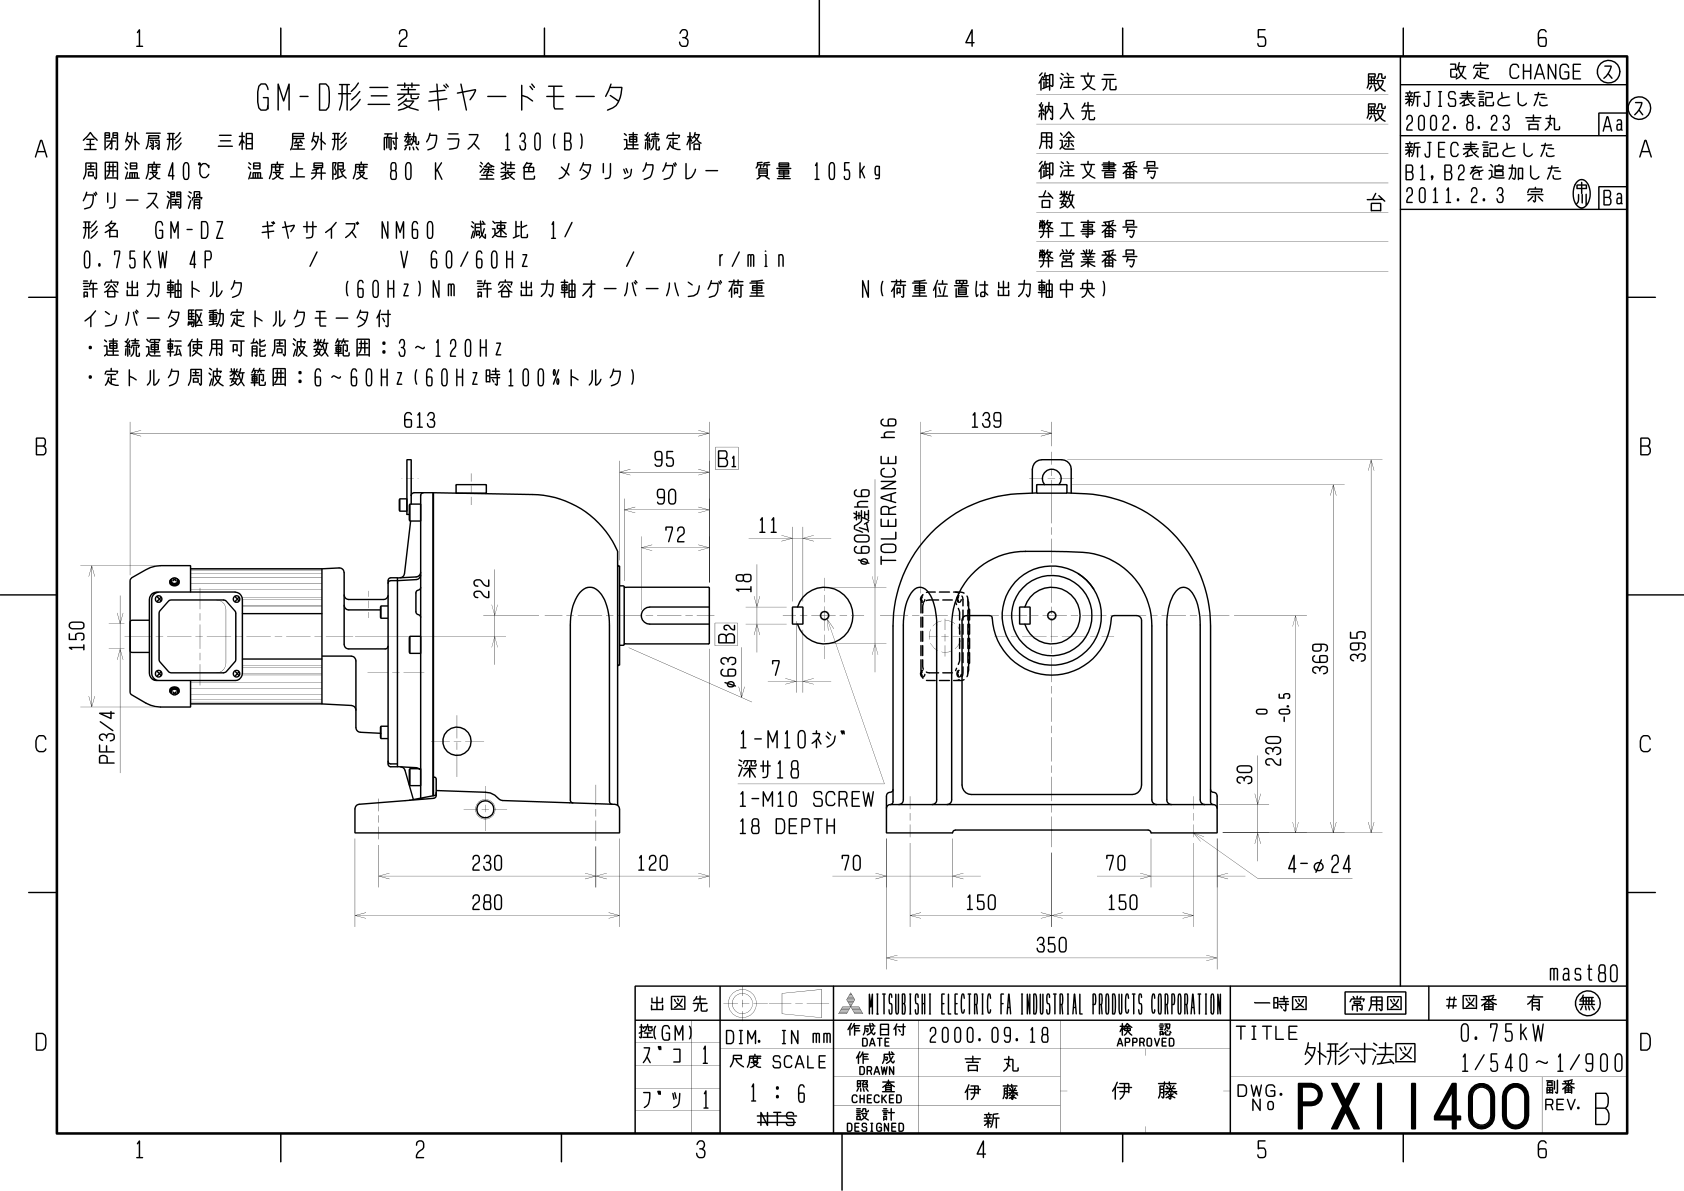 1 2 3 4 5 6
A
B
C
D
GM-D形三菱ギヤードモータ
全閉外扇形 三相 屋外形 耐熱クラス 130(B) 連続定格
周囲温度40℃ 温度上昇限度 80 K 塗装色 メタリックグレー 質量 105kg
グリース潤滑
形名 GM-DZ ギヤサイズ NM60 減速比 1/
0.75KW 4P / V 60/60Hz / r/min
許容出力軸トルク (60Hz)Nm 許容出力軸オーバーハング荷重 N(荷重位置は出力軸中央)
インバータ駆動定トルクモータ付
・連続運転使用可能周波数範囲：3～120Hz
・定トルク周波数範囲：6～60Hz(60Hz時100%トルク)
御注文元 殿
納入先 殿
用途
御注文書番号
台数 台
弊工事番号
弊営業番号
改定 CHANGE ㋜
新JIS表記とした
2002.8.23 吉丸 Aa
㋜
新JEC表記とした
B1,B2を追加した
2011.2.3 宗 Ba
A
B
C
D
613
95 B1
90
72
22
150
PF3/4
B2
φ63
230 120
280
11
18
7
φ60公差h6
TOLERANCE h6
1-M10ネジ
深サ18
1-M10 SCREW
18 DEPTH
139
395
369
230 0 -0.5
30
70 70
4-φ24
150 150
350
mast80
出図先
控(GM)
スﾞコ 1
フﾞツ 1
DIM. IN mm
尺度 SCALE
1 : 6
NTS
MITSUBISHI ELECTRIC FA INDUSTRIAL PRODUCTS CORPORATION
作成日付 DATE 2000.09.18
作成 DRAWN 吉丸
照査 CHECKED 伊藤
設計 DESIGNED 新
検認 APPROVED
伊藤
一時図 常用図 #図番 有 無
TITLE 0.75kW
外形寸法図 1/540～1/900
DWG. No PX11400 副番 REV. B
1 2 3 4 5 6